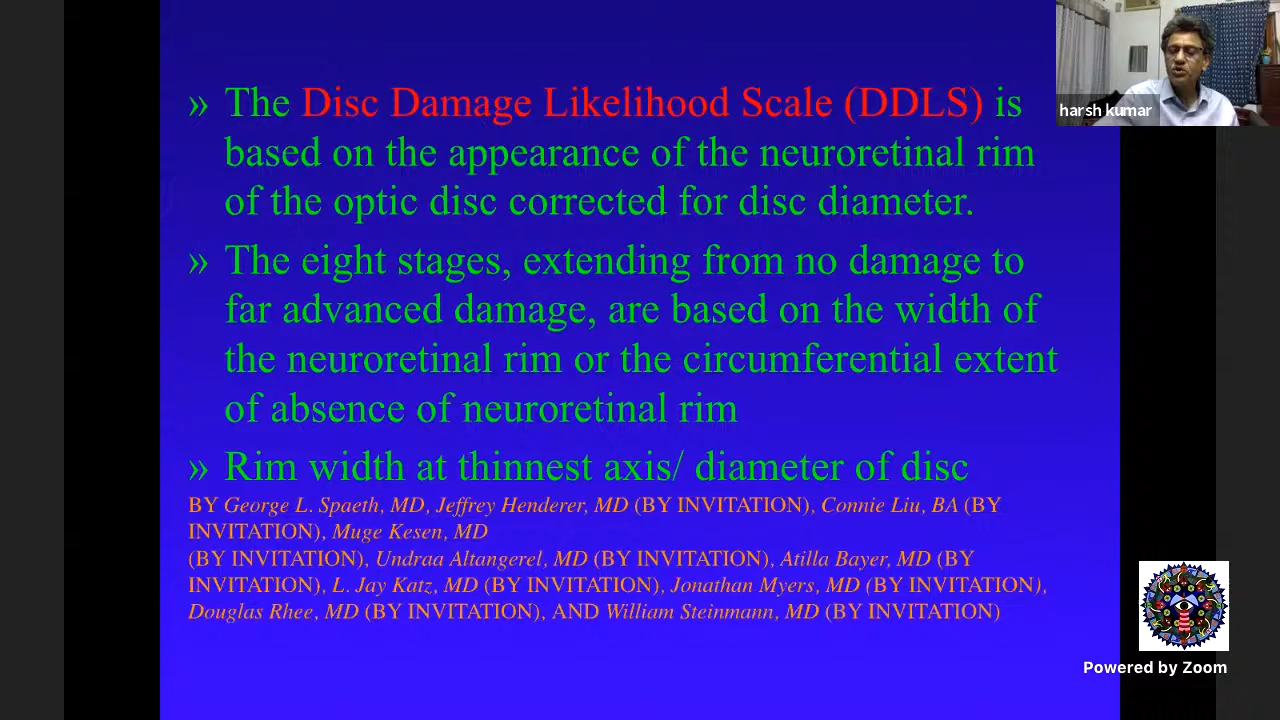 » The Disc Damage Likelihood Scale (DDLS) is
based on the appearance of the neuroretinal rim
of the optic disc corrected for disc diameter.
» The eight stages, extending from no damage to
far advanced damage, are based on the width of
the neuroretinal rim or the circumferential extent
of absence of neuroretinal rim
» Rim width at thinnest axis/ diameter of disc
BY George L. Spaeth, MD, Jeffrey Henderer, MD (BY INVITATION), Connie Liu, BA (BY
INVITATION), Muge Kesen, MD
(BY INVITATION), Undraa Altangerel, MD (BY INVITATION), Atilla Bayer, MD (BY
INVITATION), L. Jay Katz, MD (BY INVITATION), Jonathan Myers, MD (BY INVITATION),
Douglas Rhee, MD (BY INVITATION), AND William Steinmann, MD (BY INVITATION)
harsh kumar
Powered by Zoom